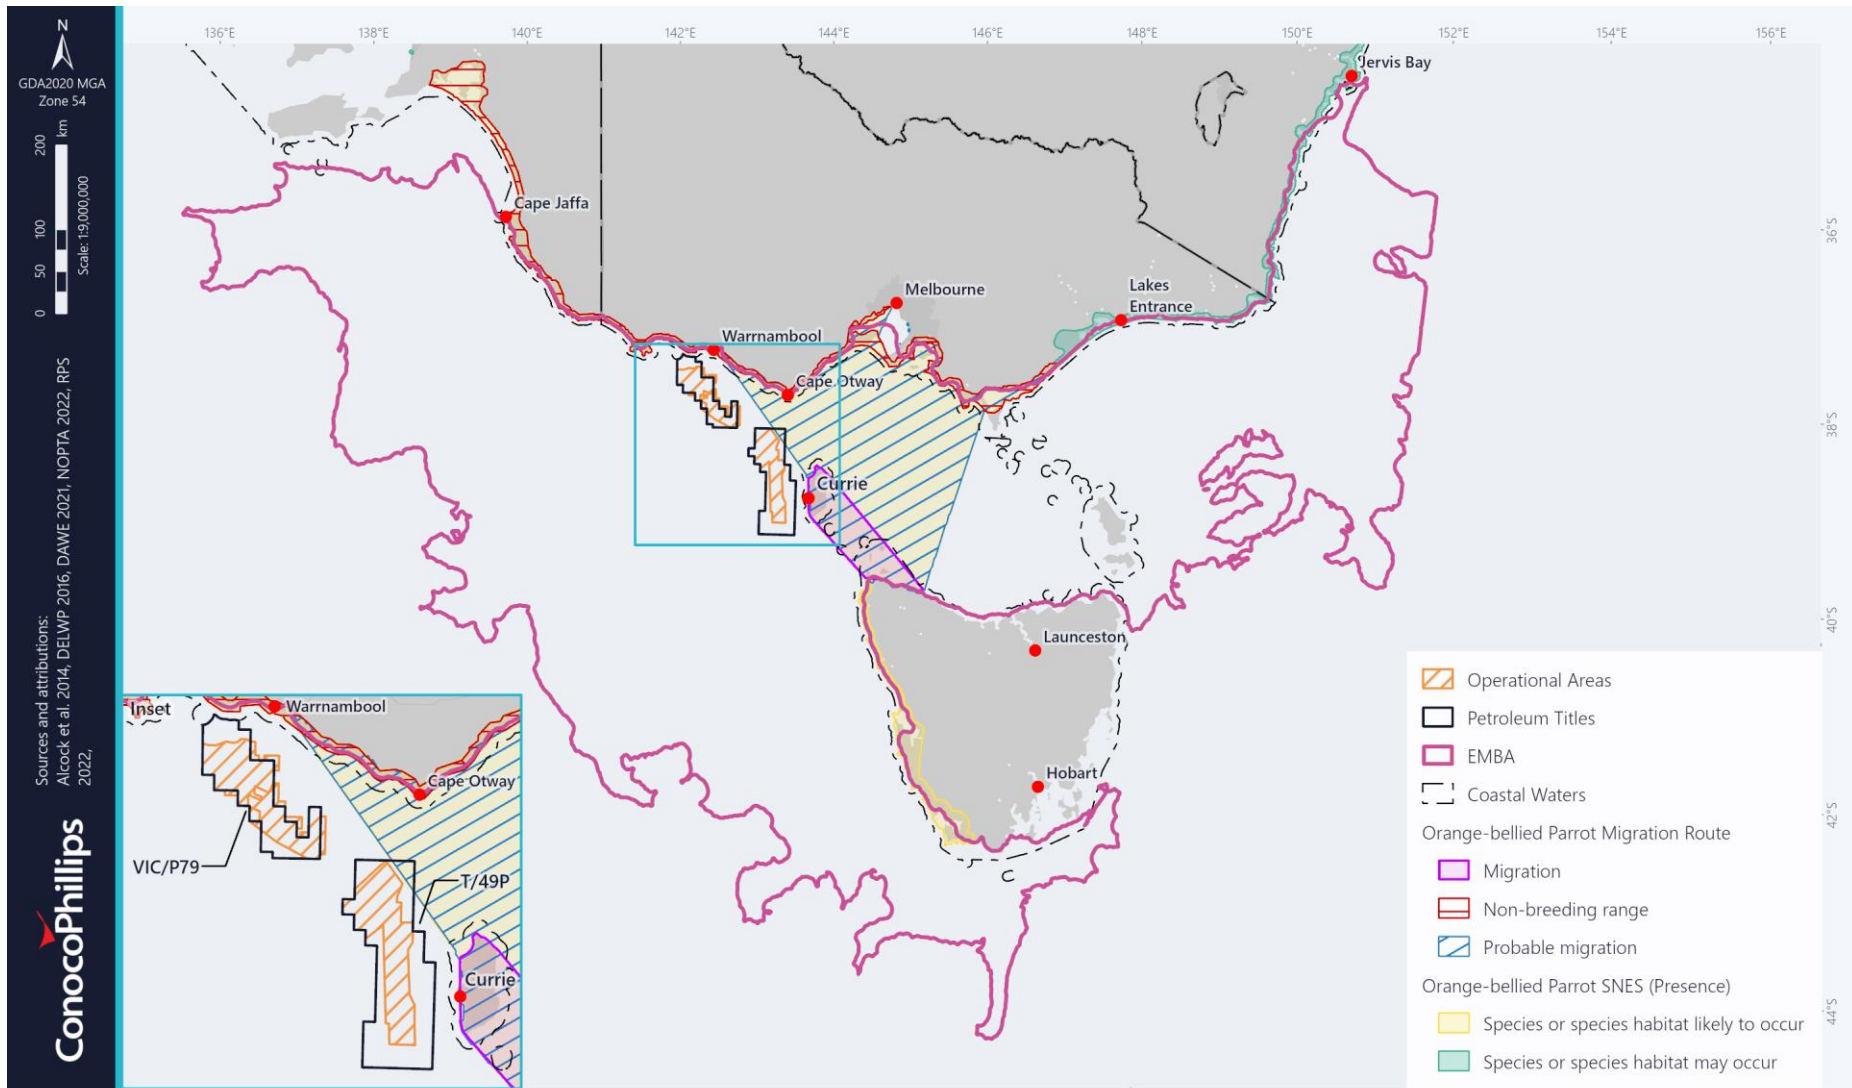 N
GDA2020 MGA
Zone 54
0
50
100
200
km
Scale: 1:9,000,000
Sources and attributions:
Alcock et al. 2014, DELWP 2016, DAWE 2021, NOPTA 2022, RPS
2022,
ConocoPhillips
136°E
138°E
140°E
142°E
144°E
146°E
148°E
150°E
152°E
154°E
156°E
36°S
38°S
40°S
42°S
44°S
Jervis Bay
Cape Jaffa
Melbourne
Lakes
Entrance
Warrnambool
Cape Otway
Currie
Launceston
Hobart
Inset
Warrnambool
Cape Otway
VIC/P79
T/49P
Currie
Operational Areas
Petroleum Titles
EMBA
Coastal Waters
Orange-bellied Parrot Migration Route
Migration
Non-breeding range
Probable migration
Orange-bellied Parrot SNES (Presence)
Species or species habitat likely to occur
Species or species habitat may occur